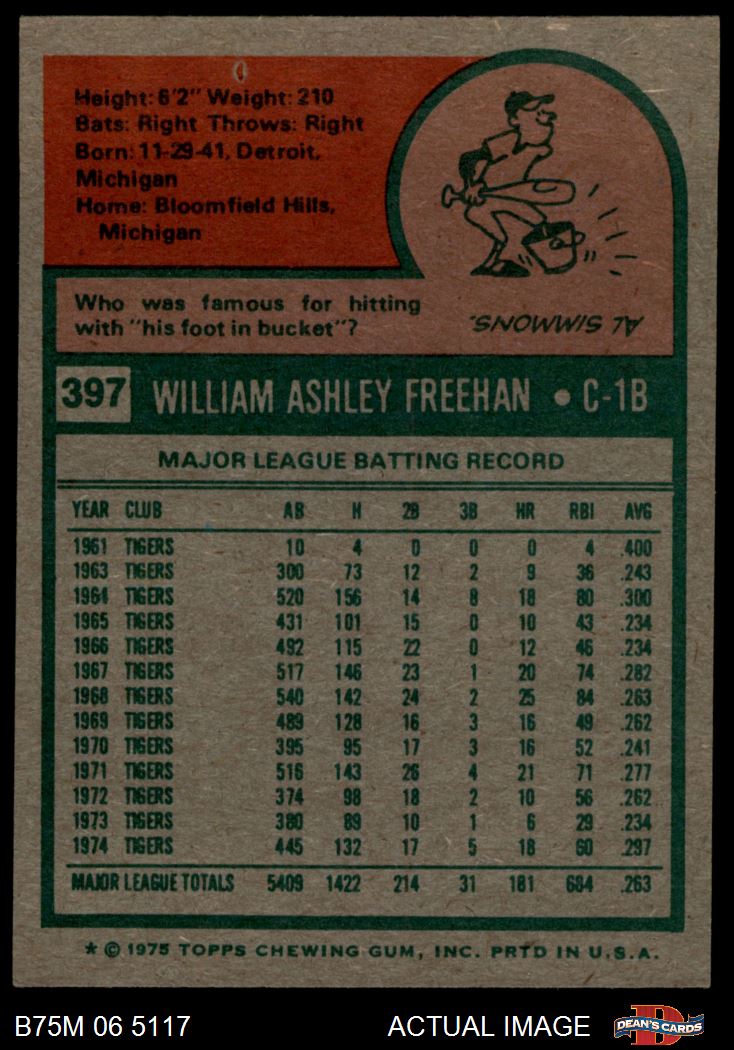 Height: 6'2" Weight: 210
Bats: Right Throws: Right
Born: 11-29-41, Detroit,
Michigan
Home: Bloomfield Hills,
Michigan
Who was famous for hitting
with "his foot in bucket"?
AL SIMMONS.
397 WILLIAM ASHLEY FREEHAN • C-1B
MAJOR LEAGUE BATTING RECORD
YEAR CLUB AB H 2B 3B HR RBI AVG
1961 TIGERS 10 4 0 0 0 4 .400
1963 TIGERS 300 73 12 2 9 36 .243
1964 TIGERS 520 156 14 8 18 80 .300
1965 TIGERS 431 101 15 0 10 43 .234
1966 TIGERS 492 115 22 0 12 46 .234
1967 TIGERS 517 146 23 1 20 74 .282
1968 TIGERS 540 142 24 2 25 84 .263
1969 TIGERS 489 128 16 3 16 49 .262
1970 TIGERS 395 95 17 3 16 52 .241
1971 TIGERS 516 143 26 4 21 71 .277
1972 TIGERS 374 98 18 2 10 56 .262
1973 TIGERS 380 89 10 1 6 29 .234
1974 TIGERS 445 132 17 5 18 60 .297
MAJOR LEAGUE TOTALS 5409 1422 214 31 181 684 .263
* © 1975 TOPPS CHEWING GUM, INC. PRTD IN U.S.A.
B75M 06 5117 ACTUAL IMAGE
D
DEAN'S CARDS